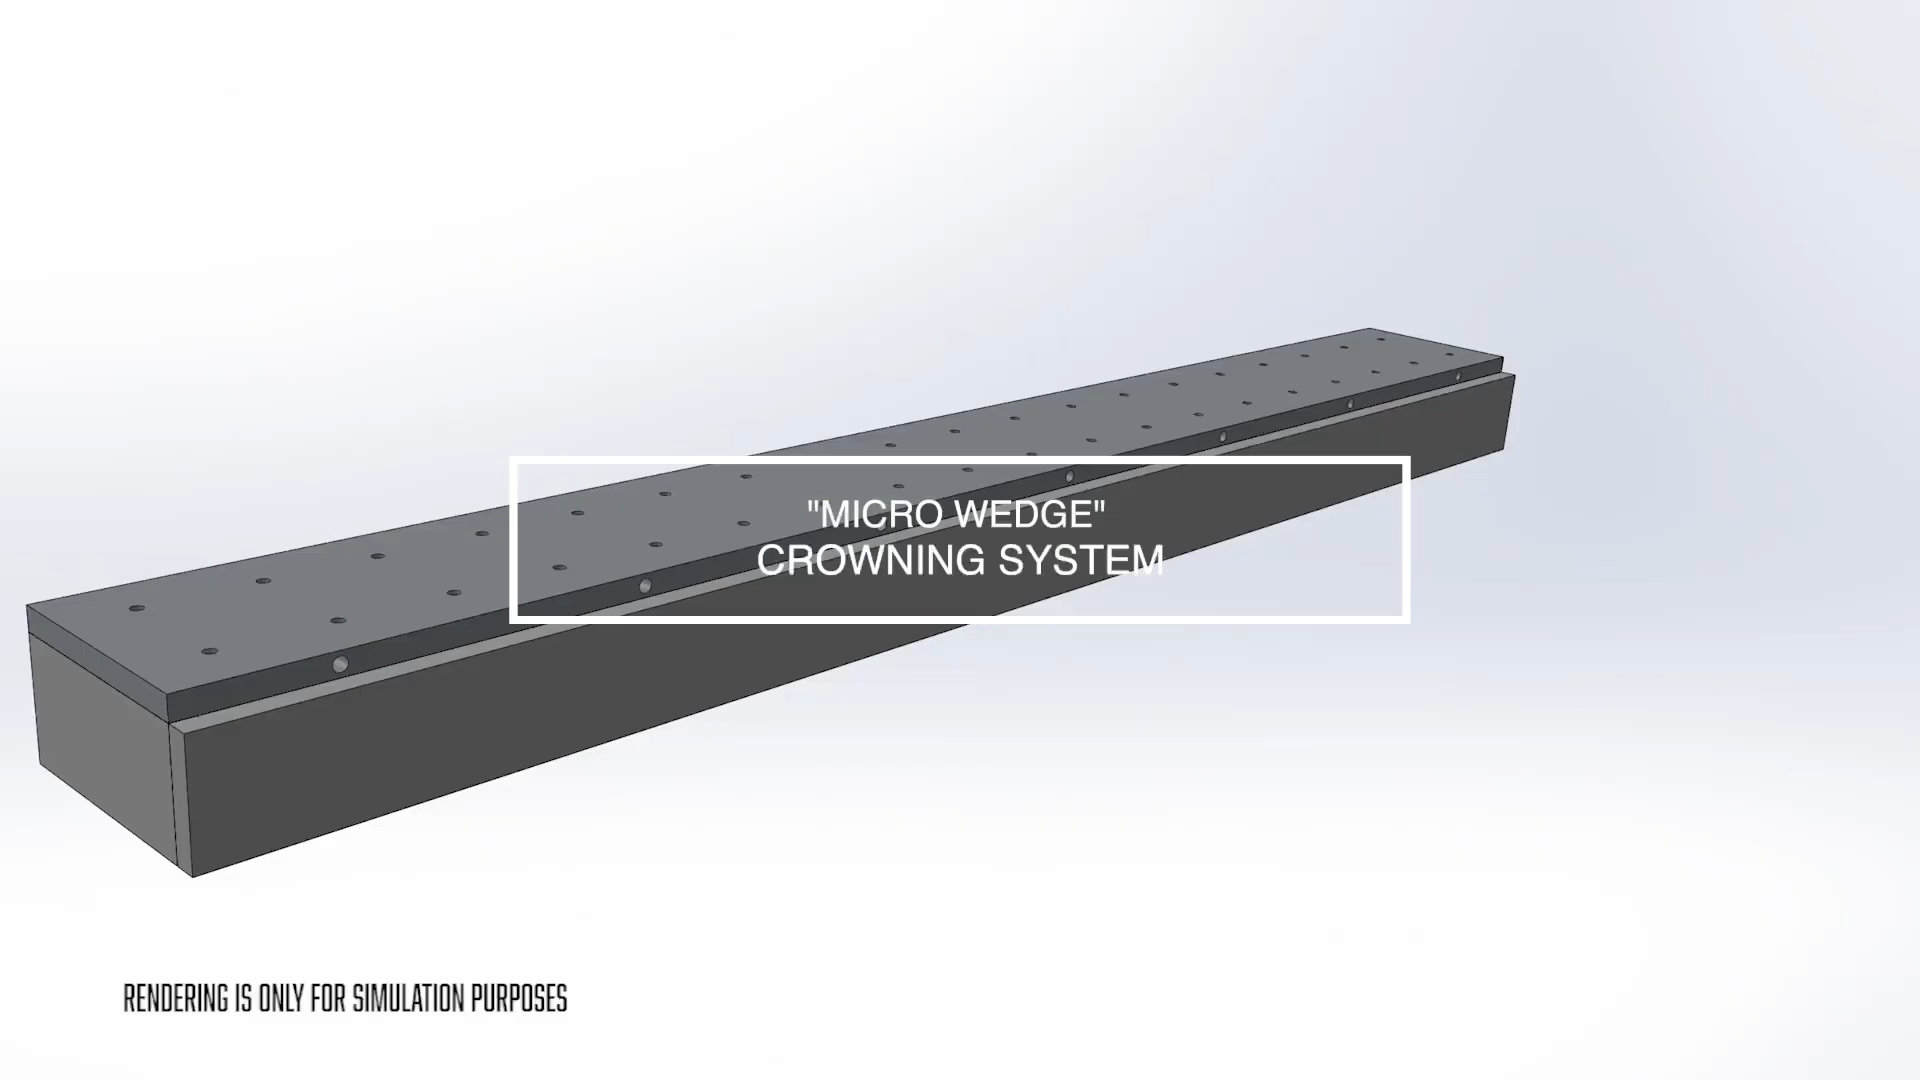 "MICRO WEDGE"
CROWNING SYSTEM
RENDERING IS ONLY FOR SIMULATION PURPOSES